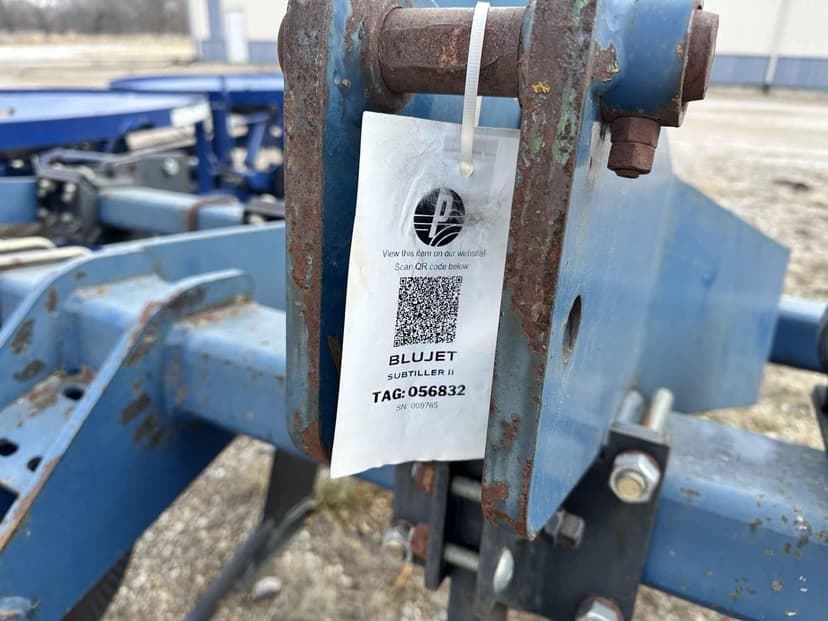 P
View this item on our website!
Scan QR code below
BLUJET
SUBTILLER II
TAG: 056832
SN: 009765